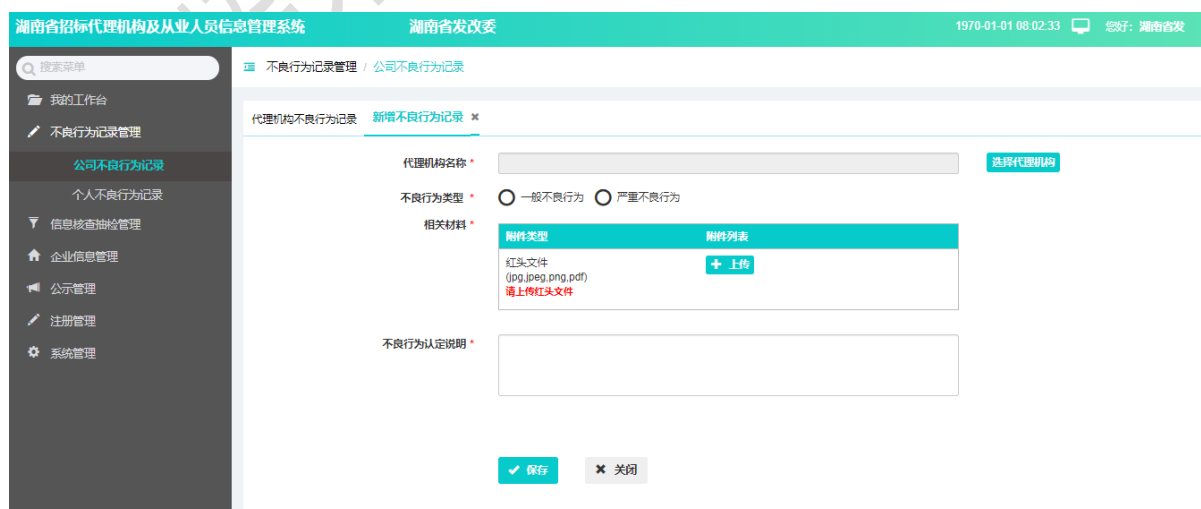 湖南省招标代理机构及从业人员信息管理系统 湖南省发改委 1970-01-01 08:02:33 您好: 湖南省发
搜索菜单
不良行为记录管理 / 公司不良行为记录
我的工作台
不良行为记录管理
公司不良行为记录
个人不良行为记录
信息核查抽检管理
企业信息管理
公示管理
注册管理
系统管理
代理机构不良行为记录 新增不良行为记录
代理机构名称 * 选择代理机构
不良行为类型 * 一般不良行为 严重不良行为
相关材料 *
附件类型 附件列表
红头文件 上传
(jpg,jpeg,png,pdf)
请上传红头文件
不良行为认定说明 *
保存 关闭